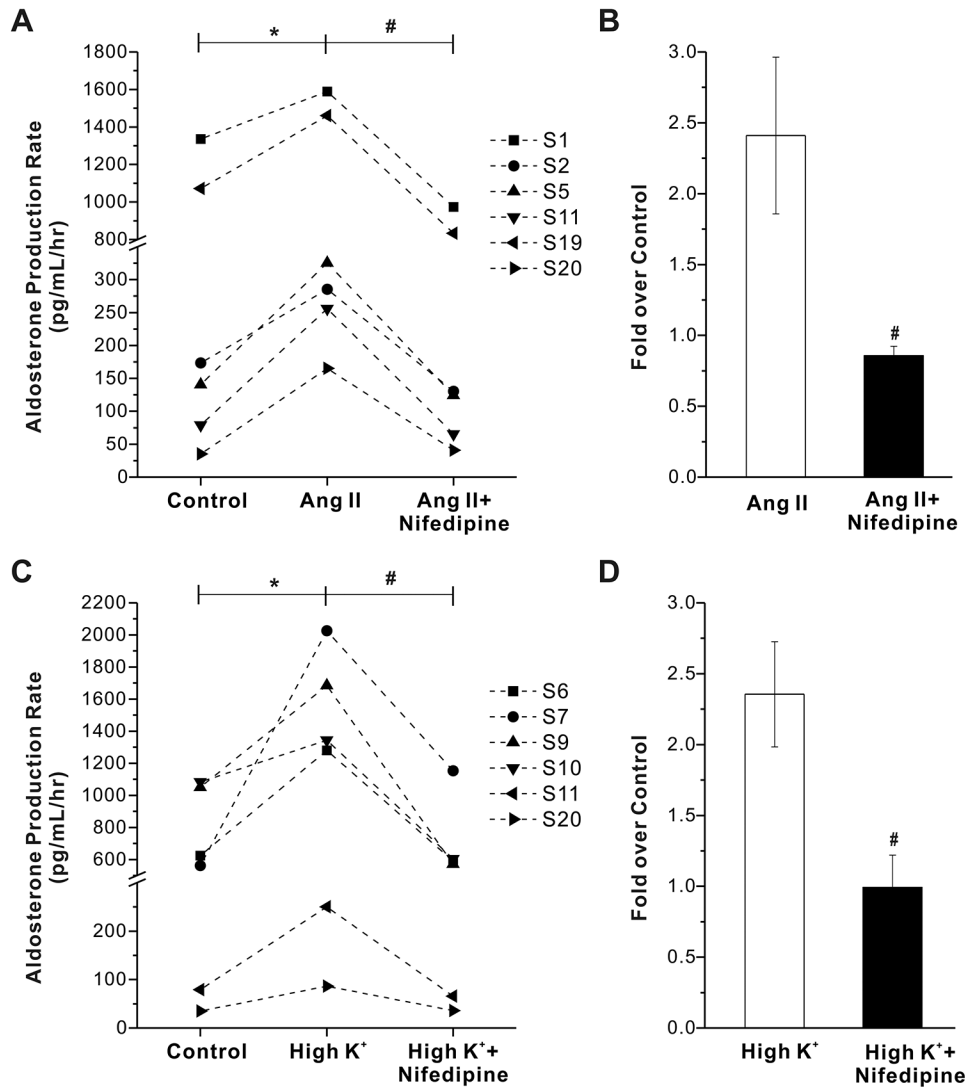 A
*
#
1800
1600
1400
1200
1000
800
300
250
200
150
100
50
0
Aldosterone Production Rate
(pg/mL/hr)
S1
S2
S5
S11
S19
S20
Control
Ang II
Ang II+
Nifedipine
B
3.0
2.5
2.0
1.5
1.0
0.5
0.0
Fold over Control
#
Ang II
Ang II+
Nifedipine
C
*
#
2200
2000
1800
1600
1400
1200
1000
800
600
200
100
0
Aldosterone Production Rate
(pg/mL/hr)
S6
S7
S9
S10
S11
S20
Control
High K⁺
High K⁺+
Nifedipine
D
3.0
2.5
2.0
1.5
1.0
0.5
0.0
Fold over Control
#
High K⁺
High K⁺+
Nifedipine